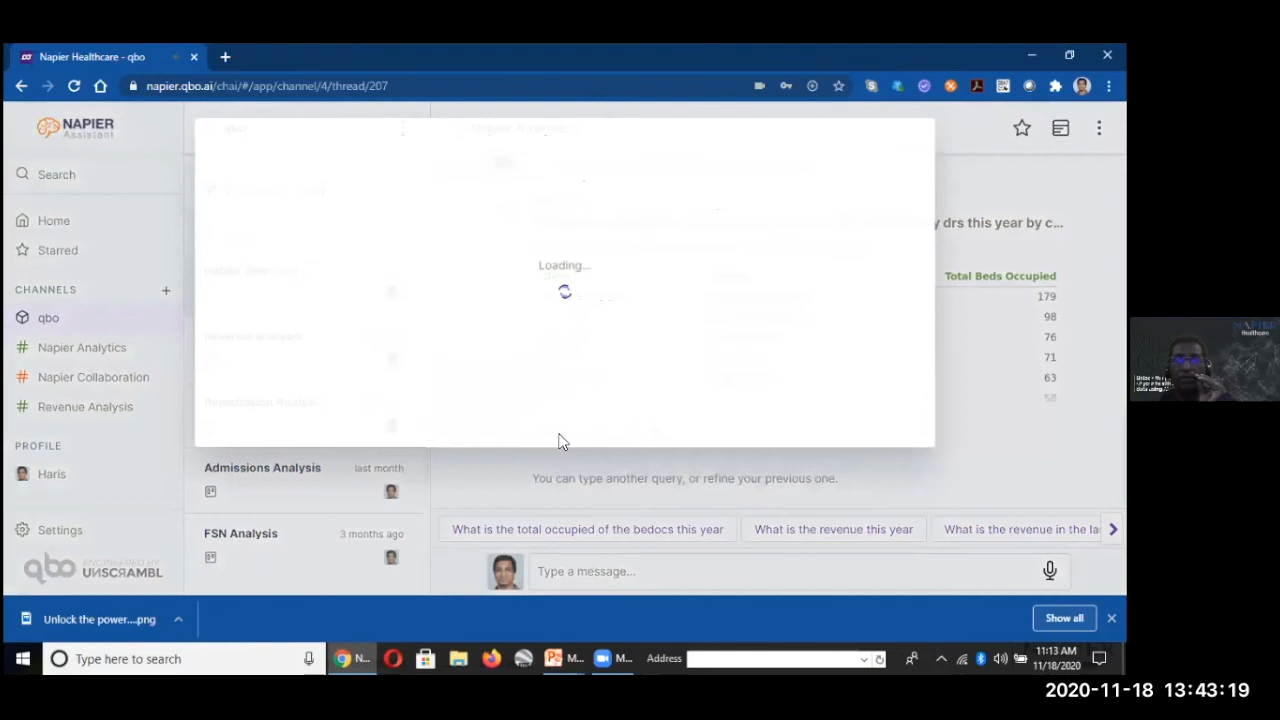 Napier Healthcare - qbo
napier.qbo.ai/chai/#/app/channel/4/thread/207
NAPIER
Assistant
Search
Home
Starred
CHANNELS
qbo
Napier Analytics
Napier Collaboration
Revenue Analysis
PROFILE
Haris
Settings
qbo ENGINEERED BY
UNSCRAMBL
Loading...
y drs this year by c...
Total Beds Occupied
179
98
76
71
63
58
Admissions Analysis last month
FSN Analysis 3 months ago
You can type another query, or refine your previous one.
What is the total occupied of the bedocs this year What is the revenue this year What is the revenue in the la
Type a message...
NAPIER
Healthcare
Unlock the power....png
Show all
Type here to search
N...
M...
M...
Address
11:13 AM
11/18/2020
2020-11-18 13:43:19